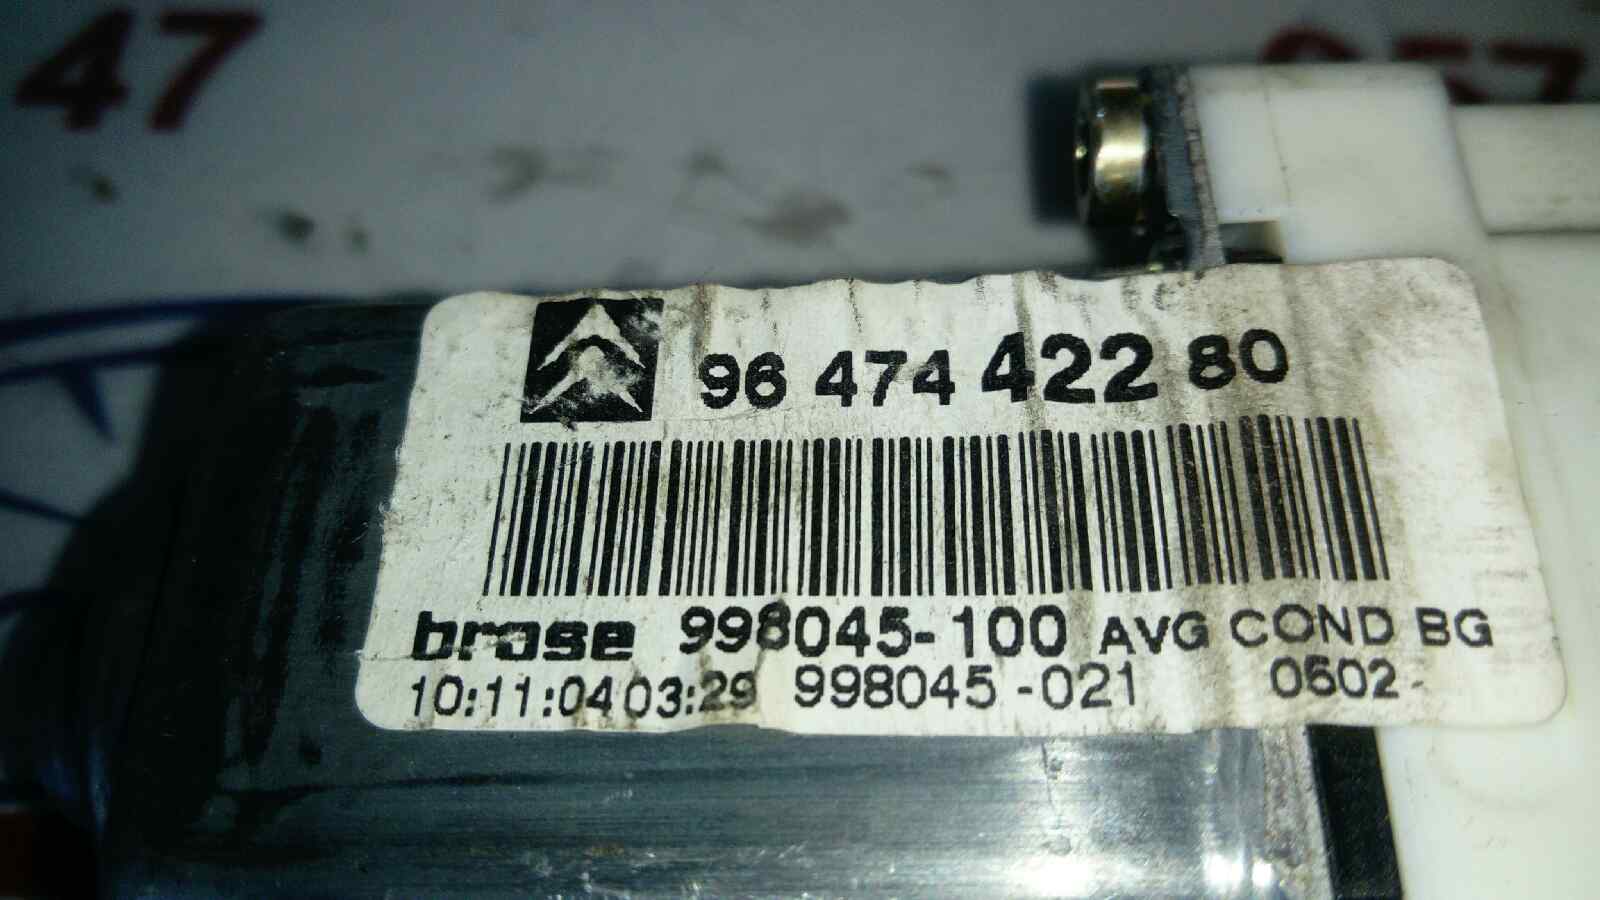 47
96 474 422 80
brose 998045-100 AVG COND BG
10:11:04 03:29 998045-021 0602-